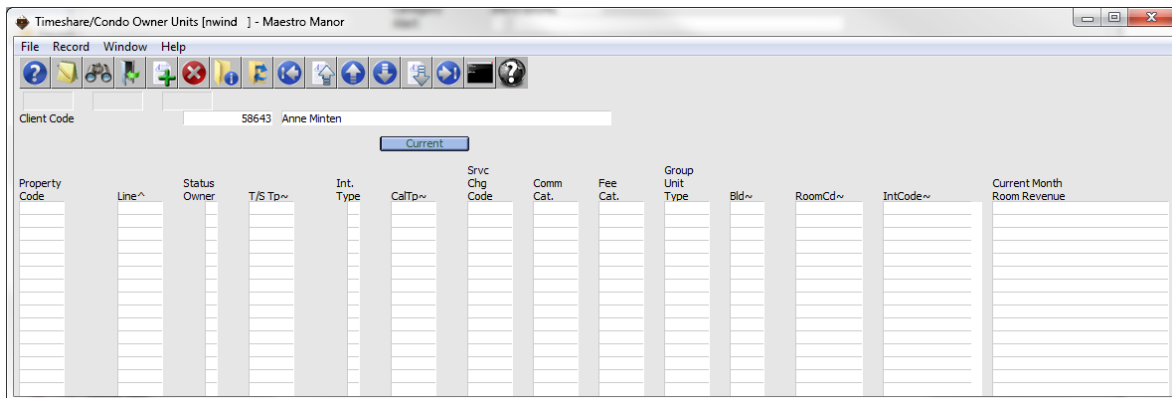 Timeshare/Condo Owner Units [nwind ] - Maestro Manor
File Record Window Help
Client Code 58643 Anne Minten
Current
Property Code Line^ Status Owner T/S Tp~ Int. Type CalTp~ Srvc Chg Code Comm Cat. Fee Cat. Group Unit Type Bld~ RoomCd~ IntCode~ Current Month Room Revenue